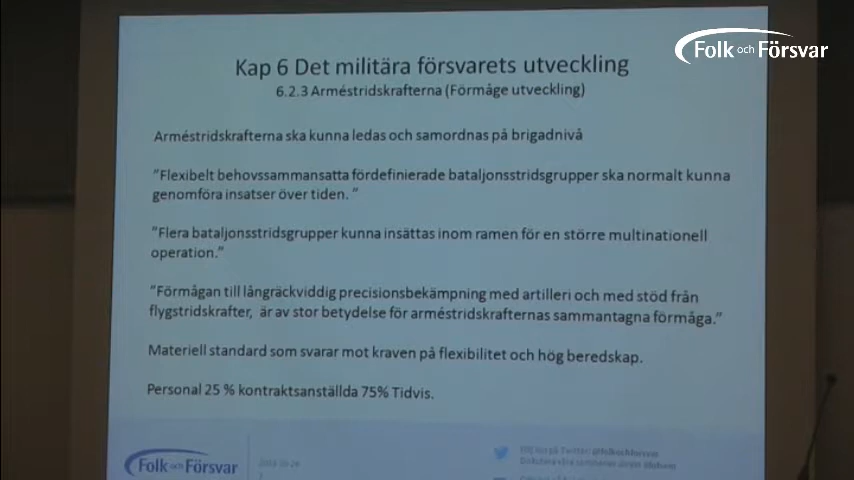 Folk och Försvar
Kap 6 Det militära försvarets utveckling
6.2.3 Arméstridskrafterna (Förmåge utveckling)
Arméstridskrafterna ska kunna ledas och samordnas på brigadnivå
"Flexibelt behovssammansatta fördefinierade bataljonsstridsgrupper ska normalt kunna
genomföra insatser över tiden. "
"Flera bataljonsstridsgrupper kunna insättas inom ramen för en större multinationell
operation."
"Förmågan till långräckviddig precisionsbekämpning med artilleri och med stöd från
flygstridskrafter, är av stor betydelse för arméstridskrafternas sammantagna förmåga."
Materiell standard som svarar mot kraven på flexibilitet och hög beredskap.
Personal 25 % kontraktsanställda 75% Tidvis.
Folk och Försvar
på Twitter: @folkochforsvar